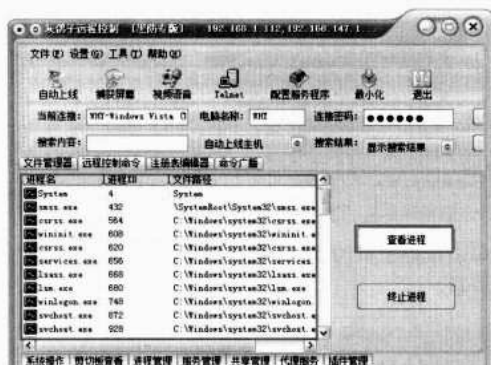 灰鸽子远程控制 [黑防专版] 192.168.1.112,192.168.147.1
文件(F) 设置(G) 工具(T) 帮助(H)
自动上线 捕获屏幕 视频语音 Telnet 配置服务程序 最小化 退出
当前连接: WHY-Windows Vista 电脑名称: WHY 连接密码: ●●●●●●
搜索内容: 自动上线主机 搜索结果: 显示搜索结果
文件管理器 远程控制命令 注册表编辑器 命令广播
进程名 进程ID 文件路径
System 4 System
smss.exe 432 \SystemRoot\System32\smss.exe
csrss.exe 564 C:\Windows\system32\csrss.exe
wininit.exe 608 C:\Windows\system32\wininit.e
csrss.exe 620 C:\Windows\system32\csrss.exe
services.exe 656 C:\Windows\system32\services
lsass.exe 668 C:\Windows\system32\lsass.exe
lsm.exe 680 C:\Windows\system32\lsm.exe
winlogon.exe 748 C:\Windows\system32\winlogon
svchost.exe 872 C:\Windows\system32\svchost.e
svchost.exe 928 C:\Windows\system32\svchost.e
查看进程
终止进程
系统操作 剪切板查看 进程管理 服务管理 共享管理 代理服务 插件管理